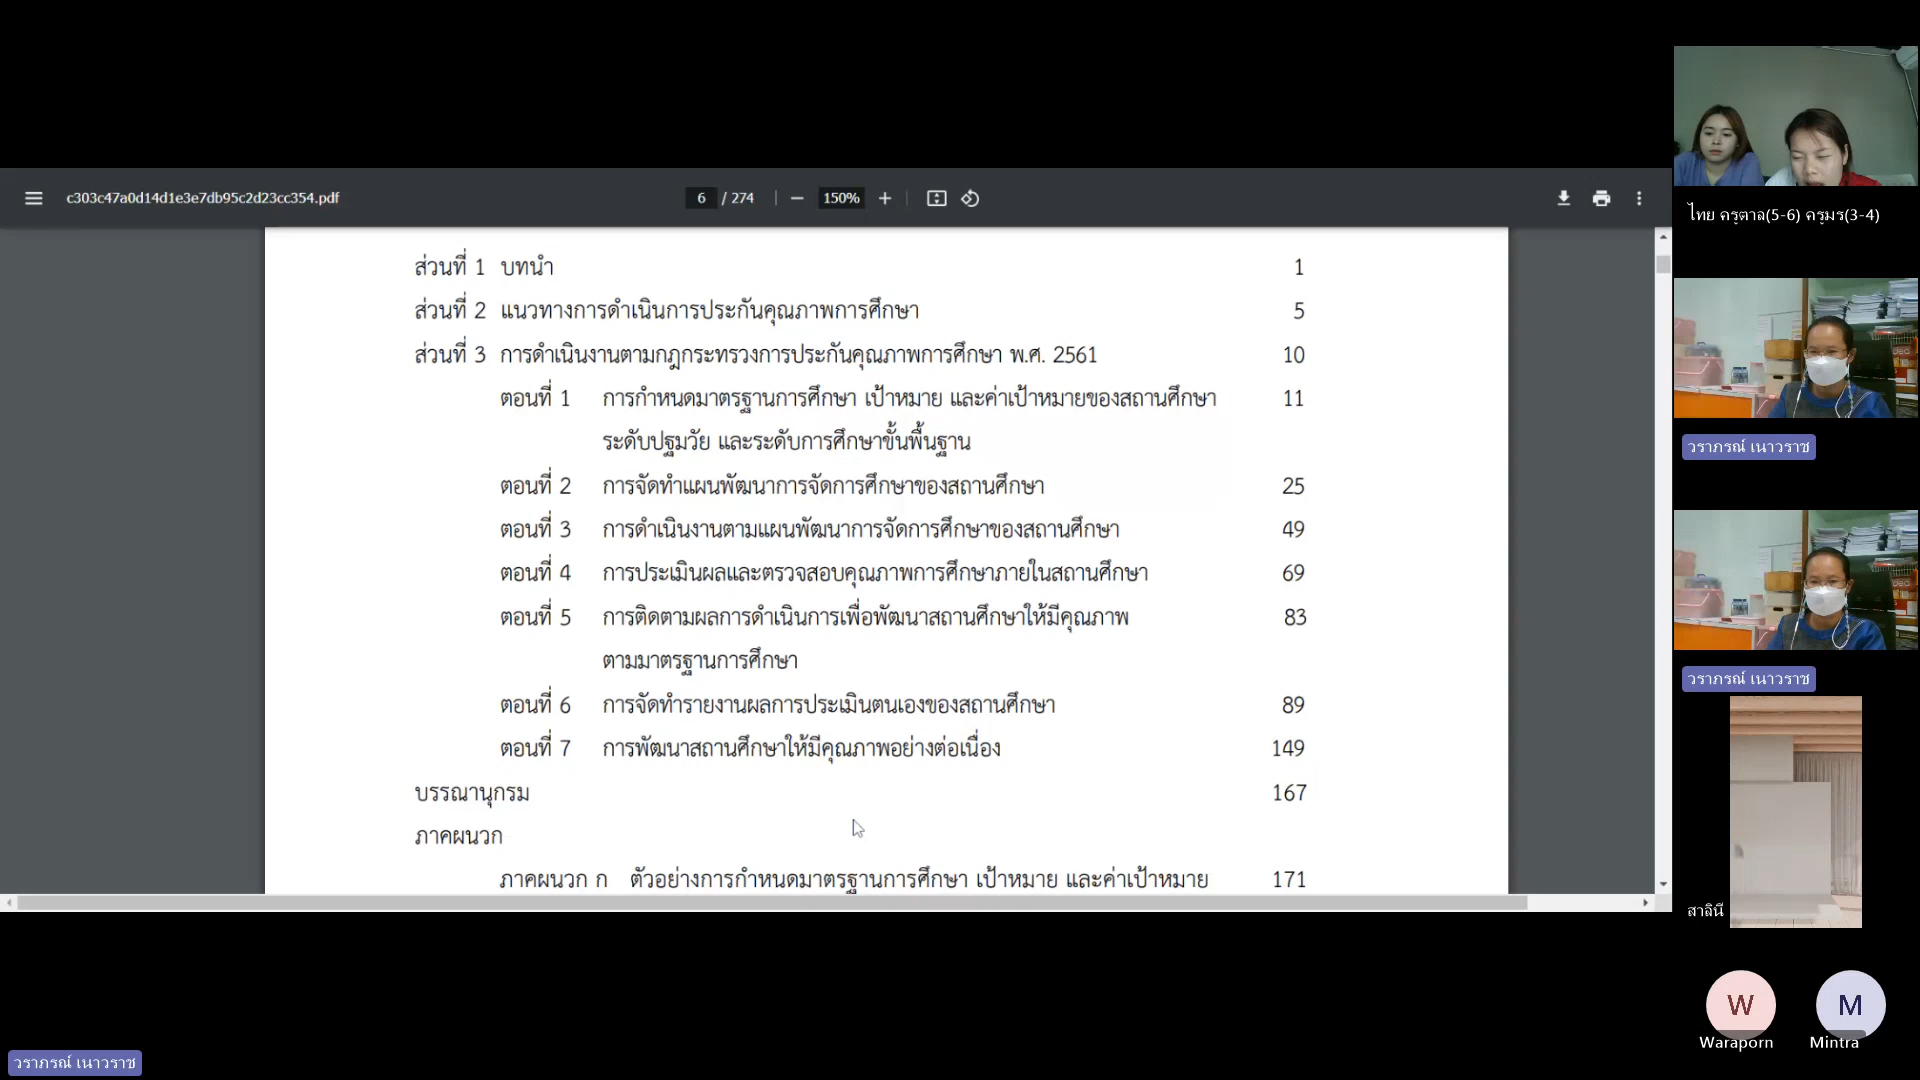 c303c47a0d14d1e3e7db95c2d23cc354.pdf
6 / 274
150%
ส่วนที่ 1 บทนำ 1
ส่วนที่ 2 แนวทางการดำเนินการประกันคุณภาพการศึกษา 5
ส่วนที่ 3 การดำเนินงานตามกฎกระทรวงการประกันคุณภาพการศึกษา พ.ศ. 2561 10
ตอนที่ 1 การกำหนดมาตรฐานการศึกษา เป้าหมาย และค่าเป้าหมายของสถานศึกษา 11
ระดับปฐมวัย และระดับการศึกษาขั้นพื้นฐาน
ตอนที่ 2 การจัดทำแผนพัฒนาการจัดการศึกษาของสถานศึกษา 25
ตอนที่ 3 การดำเนินงานตามแผนพัฒนาการจัดการศึกษาของสถานศึกษา 49
ตอนที่ 4 การประเมินผลและตรวจสอบคุณภาพการศึกษาภายในสถานศึกษา 69
ตอนที่ 5 การติดตามผลการดำเนินการเพื่อพัฒนาสถานศึกษาให้มีคุณภาพ 83
ตามมาตรฐานการศึกษา
ตอนที่ 6 การจัดทำรายงานผลการประเมินตนเองของสถานศึกษา 89
ตอนที่ 7 การพัฒนาสถานศึกษาให้มีคุณภาพอย่างต่อเนื่อง 149
บรรณานุกรม 167
ภาคผนวก
ภาคผนวก ก ตัวอย่างการกำหนดมาตรฐานการศึกษา เป้าหมาย และค่าเป้าหมาย 171
ไทย ครูตาล(5-6) ครูมร(3-4)
วราภรณ์ เนาวราช
วราภรณ์ เนาวราช
สาลินี
W
M
Waraporn
Mintra
วราภรณ์ เนาวราช